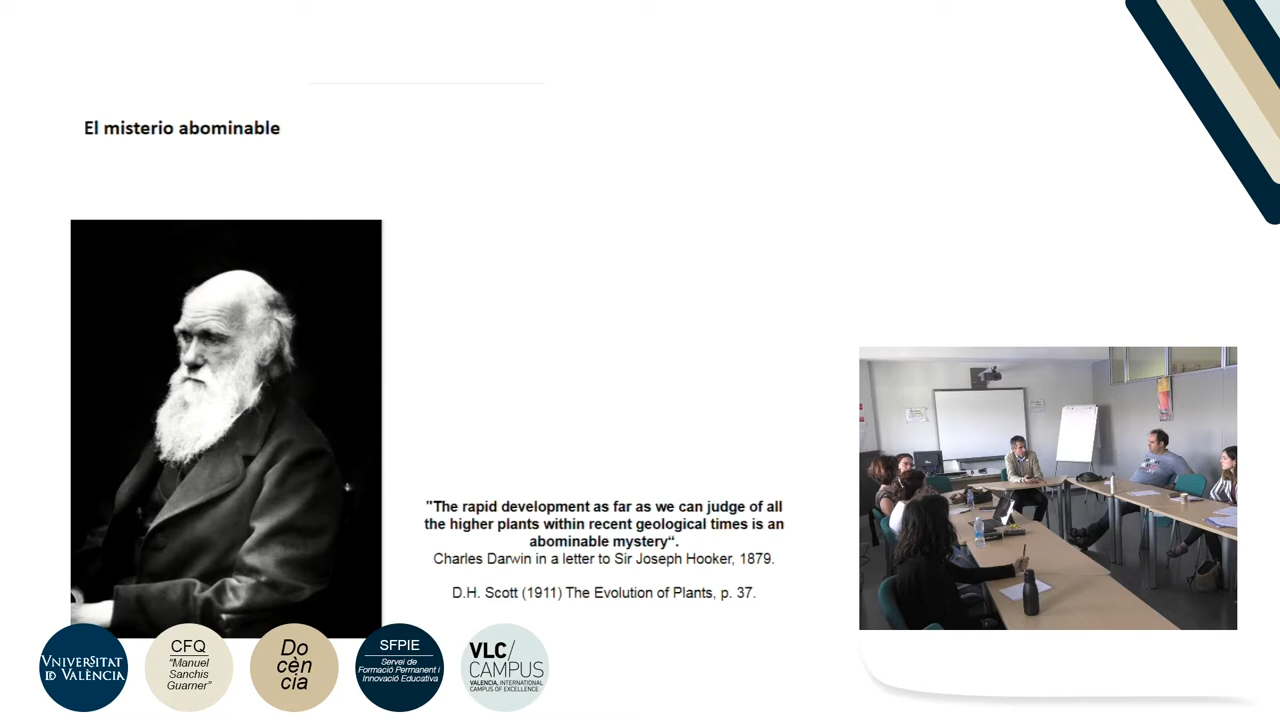 El misterio abominable
"The rapid development as far as we can judge of all
the higher plants within recent geological times is an
abominable mystery“.
Charles Darwin in a letter to Sir Joseph Hooker, 1879.
D.H. Scott (1911) The Evolution of Plants, p. 37.
VNIVERSITAT
ID VALÈNCIA
CFQ
“Manuel
Sanchis
Guarner”
Do
cèn
cia
SFPIE
Servei de
Formació Permanent i
Innovació Educativa
VLC/
CAMPUS
VALENCIA, INTERNATIONAL
CAMPUS OF EXCELLENCE